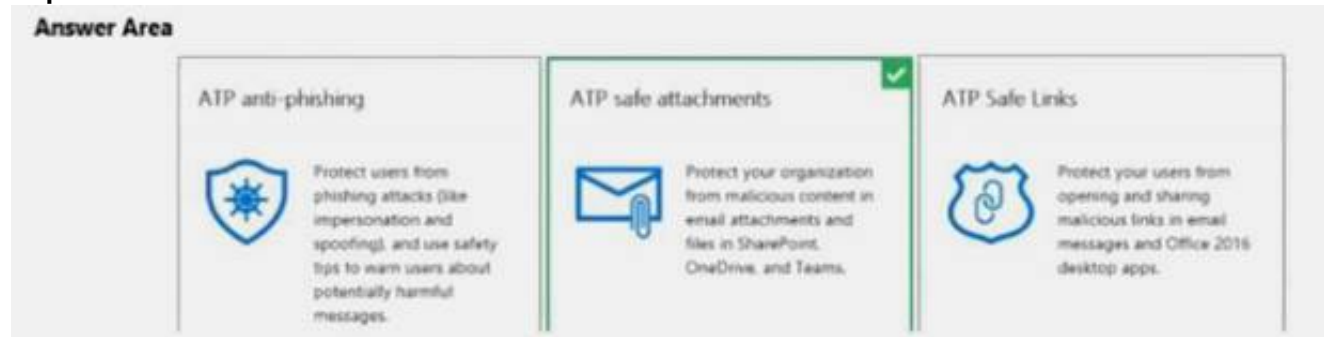 Answer Area
ATP anti-phishing
Protect users from
phishing attacks (like
impersonation and
spoofing), and use safety
tips to warn users about
potentially harmful
messages.
ATP safe attachments
Protect your organization
from malicious content in
email attachments and
files in SharePoint,
OneDrive, and Teams.
ATP Safe Links
Protect your users from
opening and sharing
malicious links in email
messages and Office 2016
desktop apps.